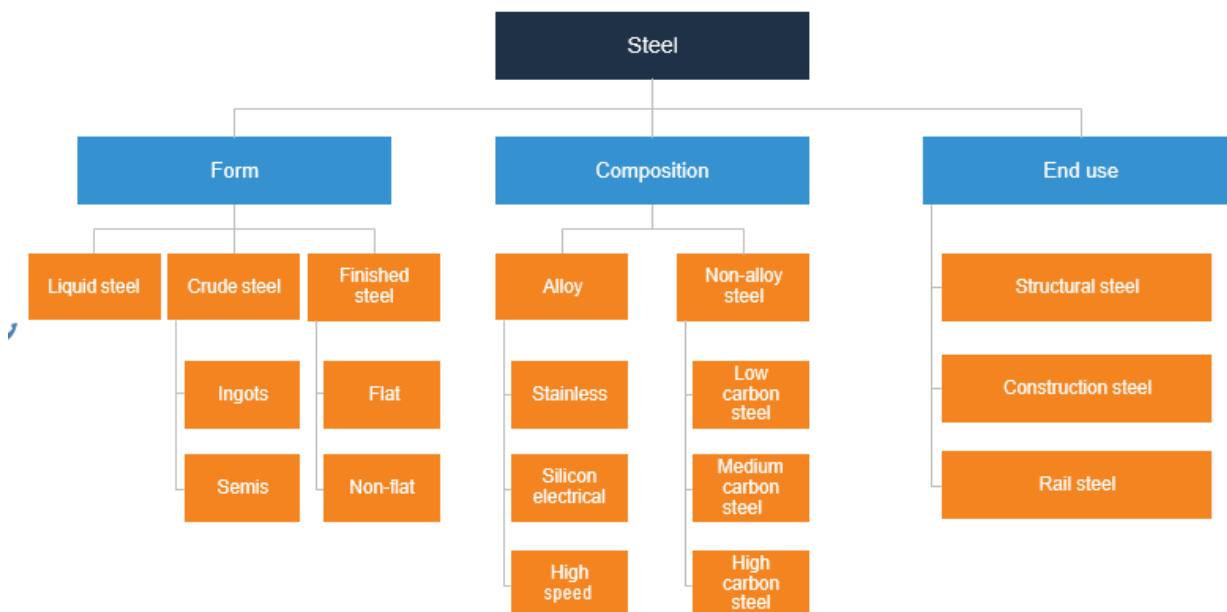 Steel
Form
Composition
End use
Liquid steel
Crude steel
Finished
steel
Alloy
Non-alloy
steel
Structural steel
Ingots
Flat
Stainless
Low
carbon
steel
Construction steel
Semis
Non-flat
Silicon
electrical
Medium
carbon
steel
Rail steel
High
speed
High
carbon
steel